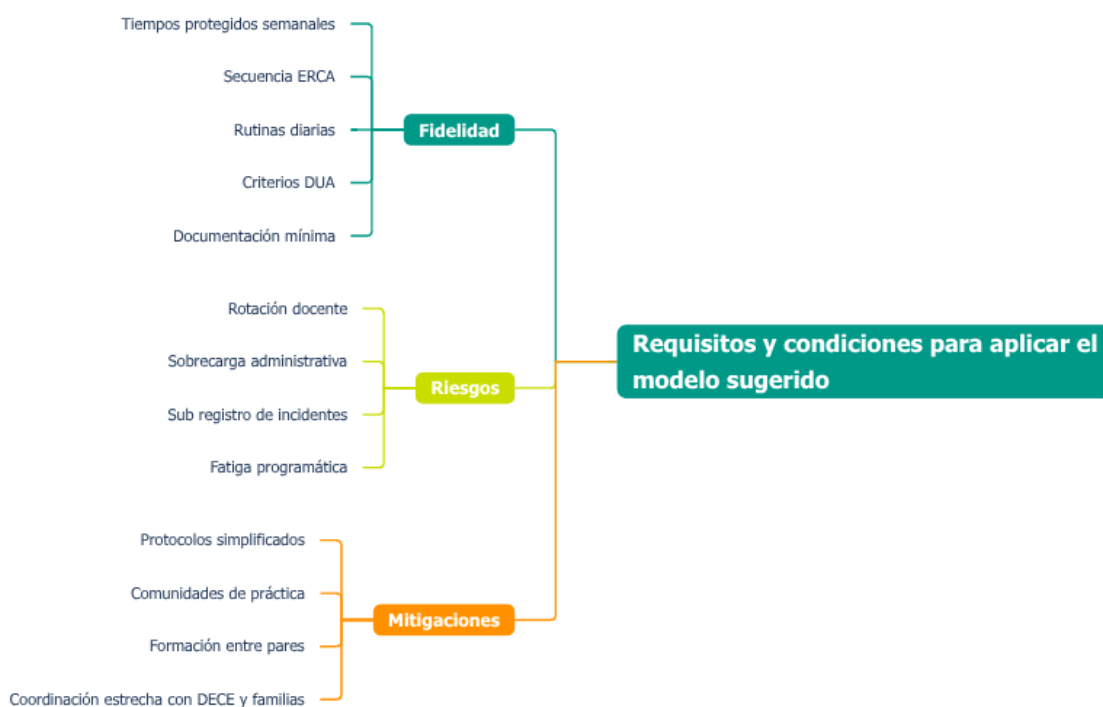 Tiempos protegidos semanales
Secuencia ERCA
Rutinas diarias
Criterios DUA
Documentación mínima
Fidelidad
Rotación docente
Sobrecarga administrativa
Sub registro de incidentes
Fatiga programática
Riesgos
Protocolos simplificados
Comunidades de práctica
Formación entre pares
Coordinación estrecha con DECE y familias
Mitigaciones
Requisitos y condiciones para aplicar el
modelo sugerido